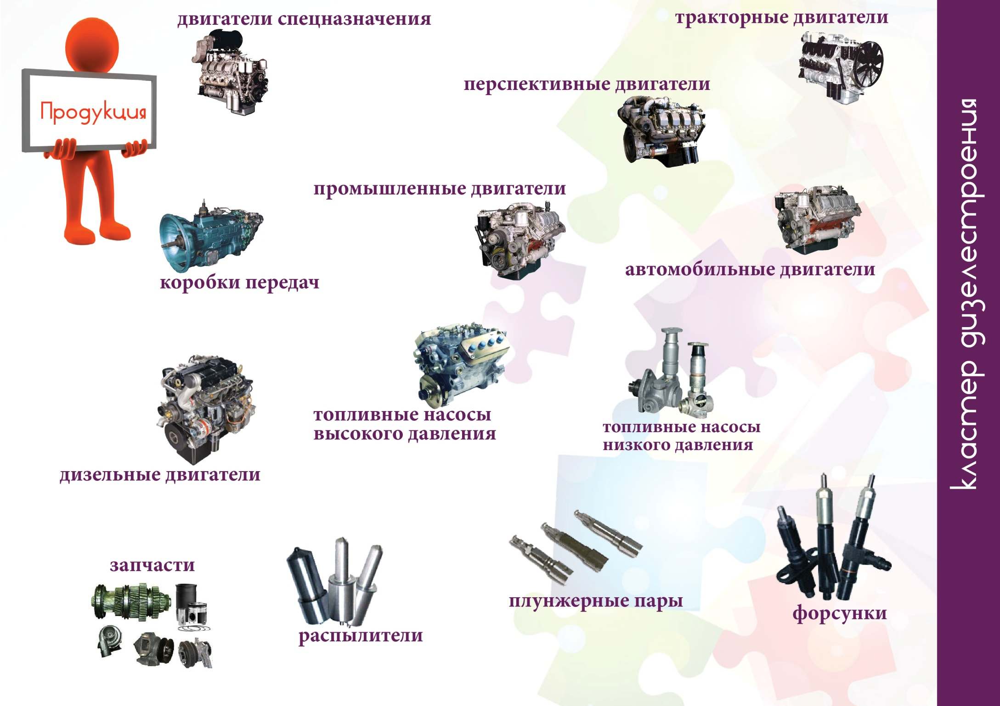 двигатели спецназначения
тракторные двигатели
Продукция
перспективные двигатели
промышленные двигатели
автомобильные двигатели
коробки передач
топливные насосы
высокого давления
топливные насосы
низкого давления
дизельные двигатели
запчасти
распылители
плунжерные пары
форсунки
кластер дизелестроения